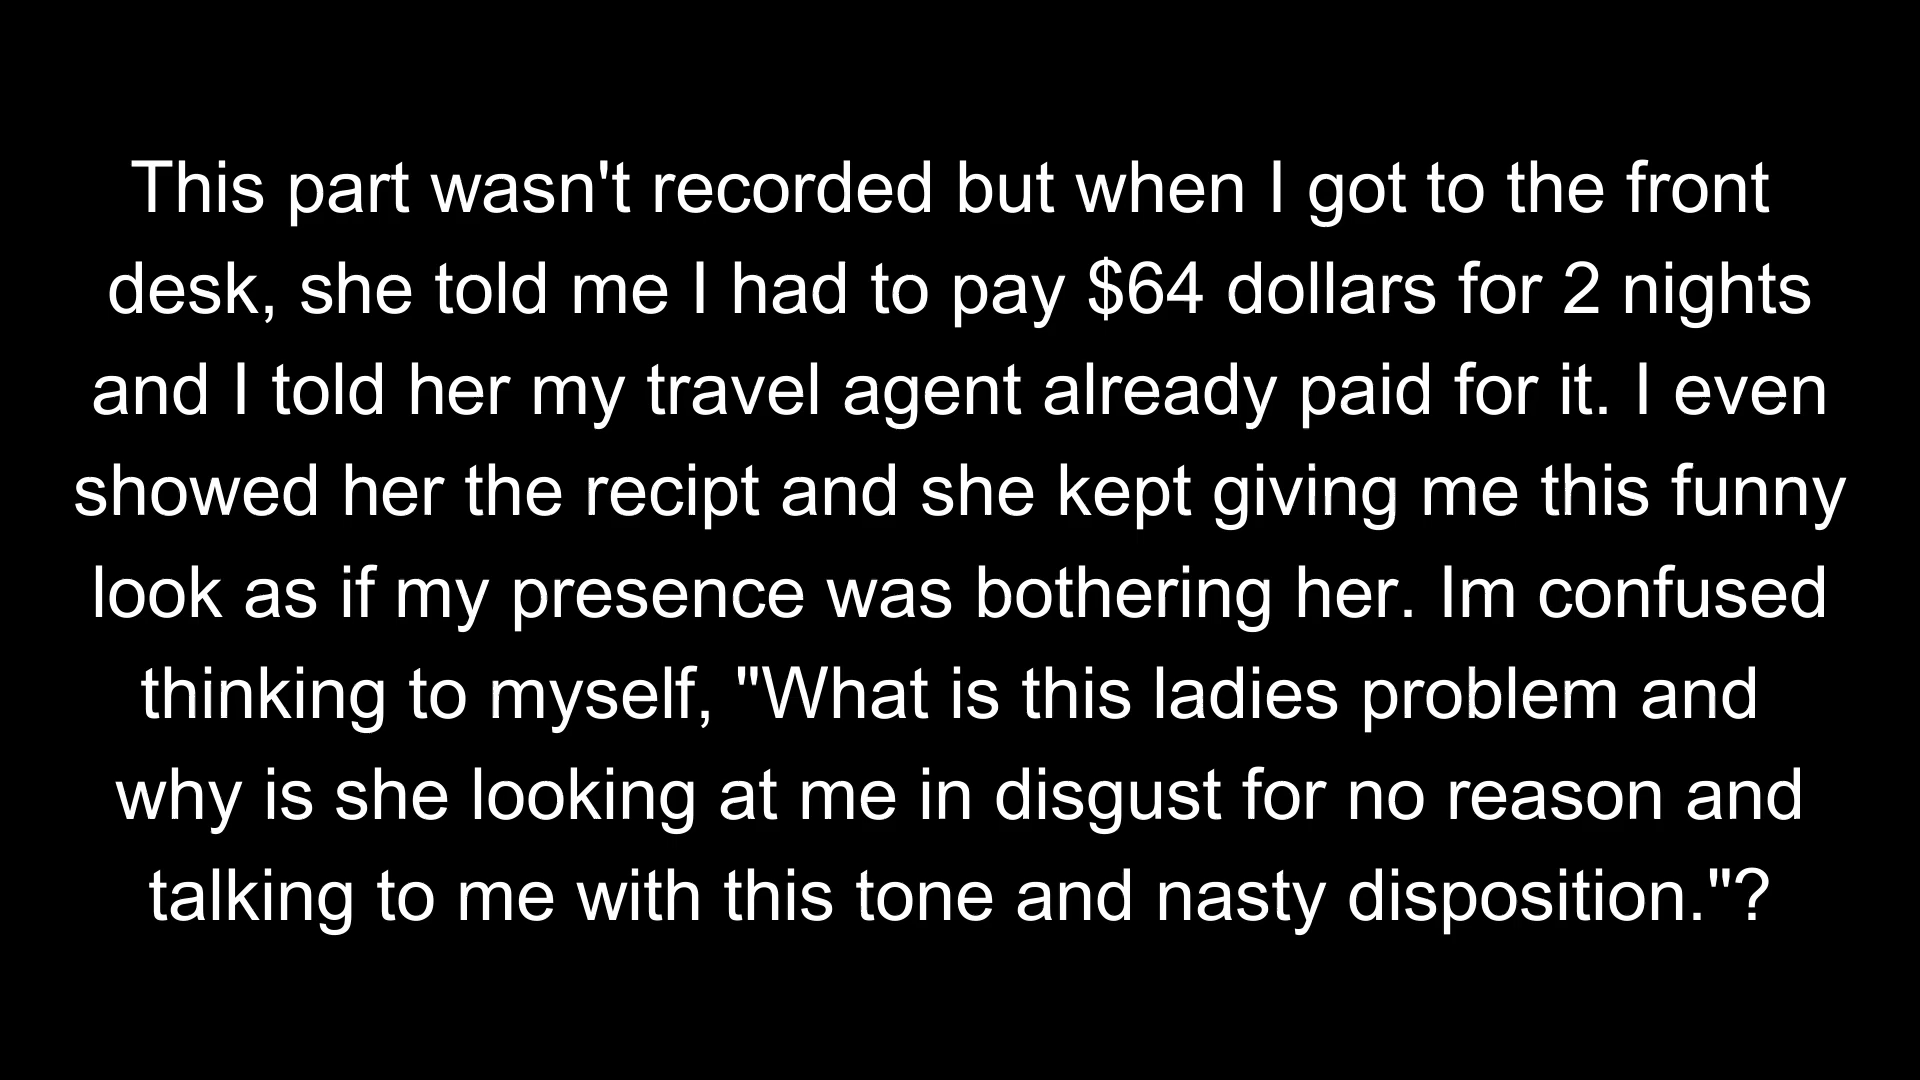 This part wasn't recorded but when I got to the front
desk, she told me I had to pay $64 dollars for 2 nights
and I told her my travel agent already paid for it. I even
showed her the recipt and she kept giving me this funny
look as if my presence was bothering her. Im confused
thinking to myself, "What is this ladies problem and
why is she looking at me in disgust for no reason and
talking to me with this tone and nasty disposition."?